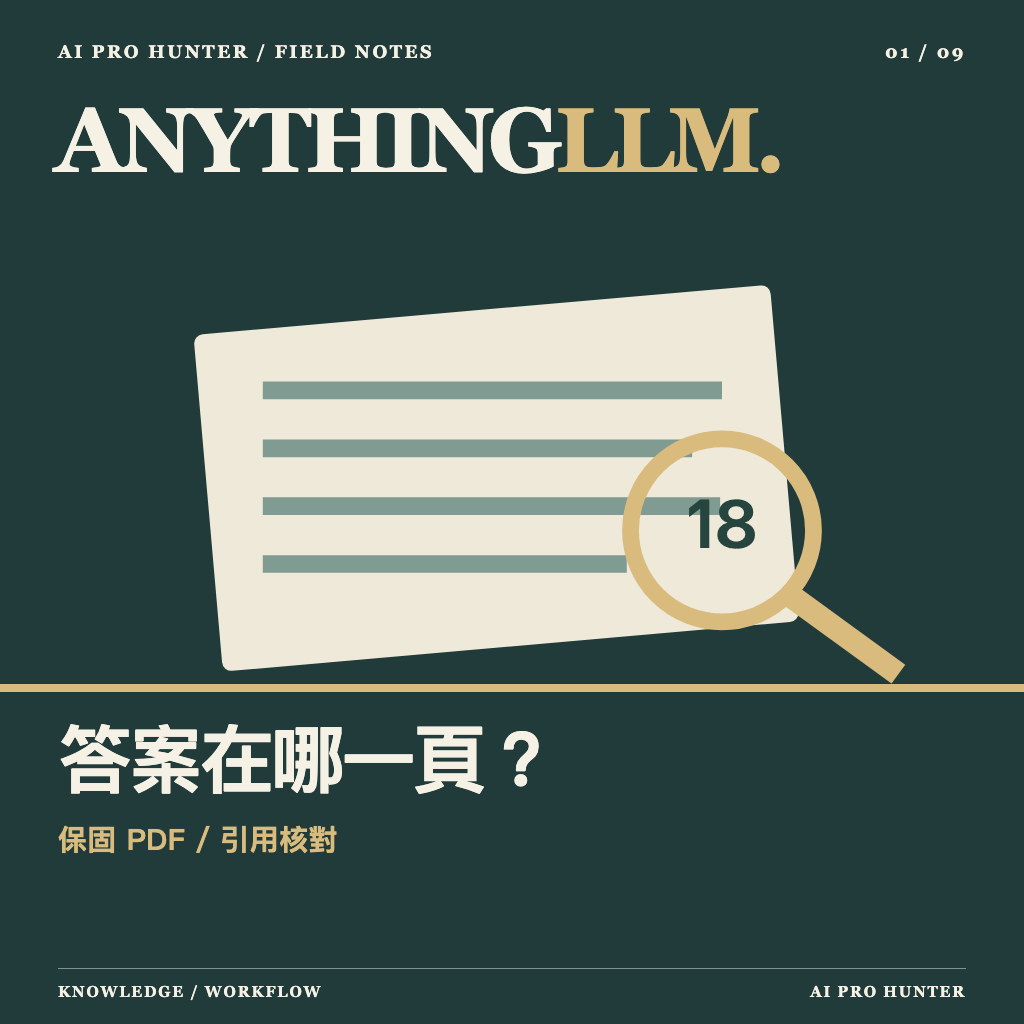 AI PRO HUNTER / FIELD NOTES
01 / 09
ANYTHINGLLM.
18
答案在哪一頁？
保固 PDF / 引用核對
KNOWLEDGE / WORKFLOW
AI PRO HUNTER